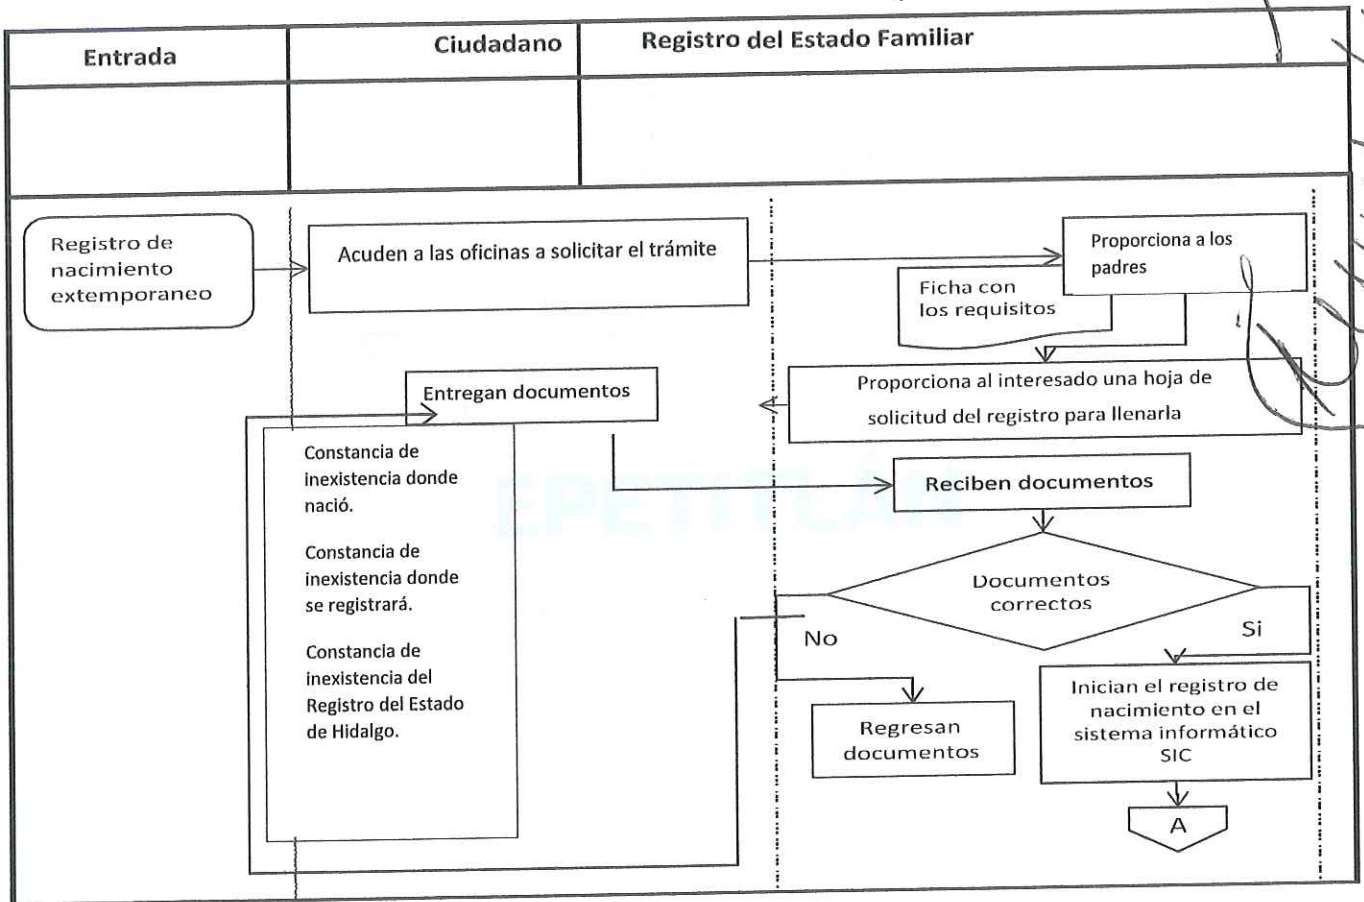 Entrada
Ciudadano
Registro del Estado Familiar
Registro de
nacimiento
extemporaneo
Acuden a las oficinas a solicitar el trámite
Proporciona a los
padres
Ficha con
los requisitos
Proporciona al interesado una hoja de
solicitud del registro para llenarla
Entregan documentos
Constancia de
inexistencia donde
nació.
Constancia de
inexistencia donde
se registrará.
Constancia de
inexistencia del
Registro del Estado
de Hidalgo.
Reciben documentos
Documentos
correctos
No
Si
Regresan
documentos
Inician el registro de
nacimiento en el
sistema informático
SIC
A
EPETITLÁN